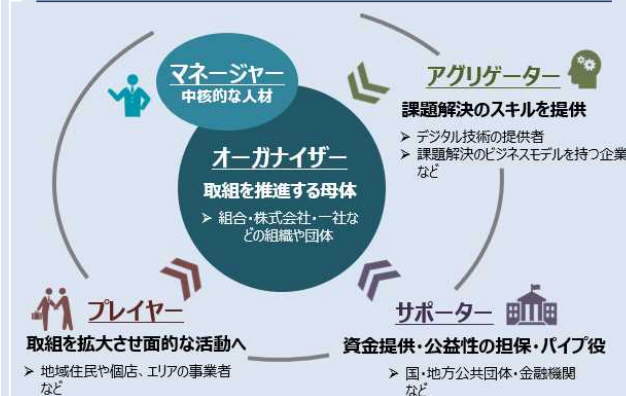 マネージャー
中核的な人材
オーガナイザー
取組を推進する母体
➢ 組合・株式会社・一社な
どの組織や団体
アグリゲーター
課題解決のスキルを提供
➢ デジタル技術の提供者
➢ 課題解決のビジネスモデルを持つ企業
など
プレイヤー
取組を拡大させ面的な活動へ
➢ 地域住民や個店、エリアの事業者
など
サポーター
資金提供・公益性の担保・パイプ役
➢ 国・地方公共団体・金融機関
など